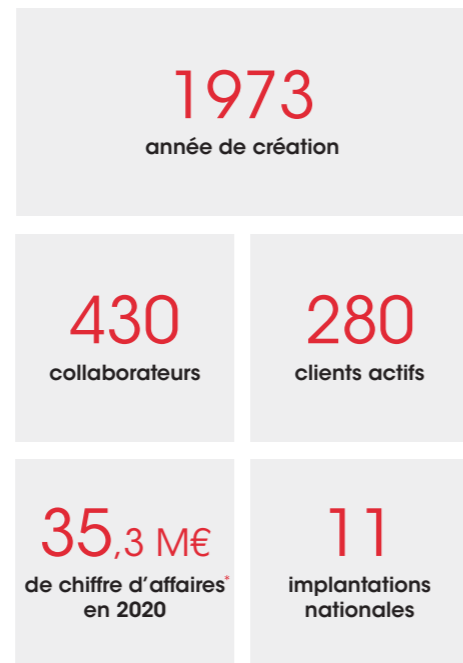 1973
année de création
430
collaborateurs
280
clients actifs
35,3 M€
de chiffre d’affaires*
en 2020
11
implantations
nationales